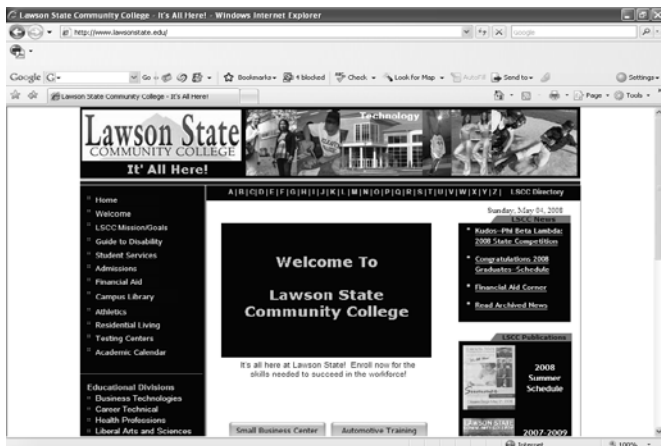 Lawson State Community College - It's All Here! - Windows Internet Explorer
http://www.lawsonstate.edu/
Google
Google G
Go
Bookmarks
4 blocked
Check
Look for Map
AutoFill
Send to
Settings
Lawson State Community College - It's All Here!
Page
Tools
Lawson State
COMMUNITY COLLEGE
It' All Here!
Technology
A|B|C|D|E|F|G|H|I|J|K|L|M|N|O|P|Q|R|S|T|U|V|W|X|Y|Z| LSCC Directory
Sunday, May 04, 2008
Home
Welcome
LSCC Mission/Goals
Guide to Disability
Student Services
Admissions
Financial Aid
Campus Library
Athletics
Residential Living
Testing Centers
Academic Calendar
Educational Divisions
Business Technologies
Career Technical
Health Professions
Liberal Arts and Sciences
Welcome To
Lawson State
Community College
It's all here at Lawson State! Enroll now for the
skills needed to succeed in the workforce!
Small Business Center
Automotive Training
LSCC News
Kudos-Phi Beta Lambda:
2008 State Competition
Congratulations 2008
Graduates-Schedule
Financial Aid Corner
Read Archived News
LSCC Publications
2008
Summer
Schedule
LAWSON STATE
2007-2009
Internet
100%